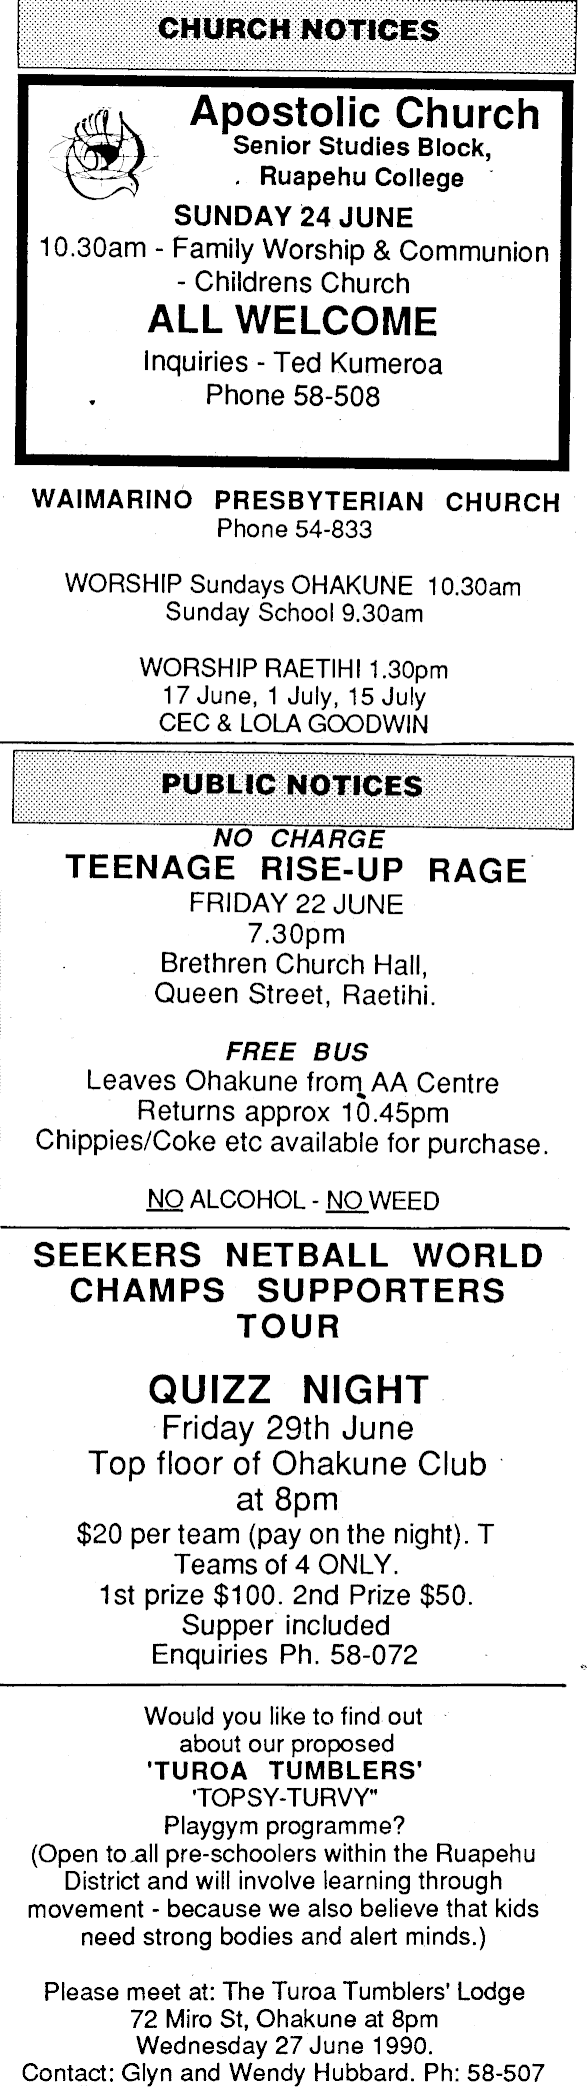 CHURCH NOTICES
Apostolic Church
Senior Studies Block,
Ruapehu College
SUNDAY 24 JUNE
10.30am - Family Worship & Communion
- Childrens Church
ALL WELCOME
Inquiries - Ted Kumeroa
Phone 58-508
WAIMARINO PRESBYTERIAN CHURCH
Phone 54-833
WORSHIP Sundays OHAKUNE 10.30am
Sunday School 9.30am
WORSHIP RAETIHI 1.30pm
17 June, 1 July, 15 July
CEC & LOLA GOODWIN
PUBLIC NOTICES
NO CHARGE
TEENAGE RISE-UP RAGE
FRIDAY 22 JUNE
7.30pm
Brethren Church Hall,
Queen Street, Raetihi.
FREE BUS
Leaves Ohakune from AA Centre
Returns approx 10.45pm
Chippies/Coke etc available for purchase.
NO ALCOHOL - NO WEED
SEEKERS NETBALL WORLD
CHAMPS SUPPORTERS
TOUR
QUIZZ NIGHT
Friday 29th June
Top floor of Ohakune Club
at 8pm
$20 per team (pay on the night). T
Teams of 4 ONLY.
1st prize $100. 2nd Prize $50.
Supper included
Enquiries Ph. 58-072
Would you like to find out
about our proposed
'TUROA TUMBLERS'
'TOPSY-TURVY"
Playgym programme?
(Open to all pre-schoolers within the Ruapehu
District and will involve learning through
movement - because we also believe that kids
need strong bodies and alert minds.)
Please meet at: The Turoa Tumblers' Lodge
72 Miro St, Ohakune at 8pm
Wednesday 27 June 1990.
Contact: Glyn and Wendy Hubbard. Ph: 58-507